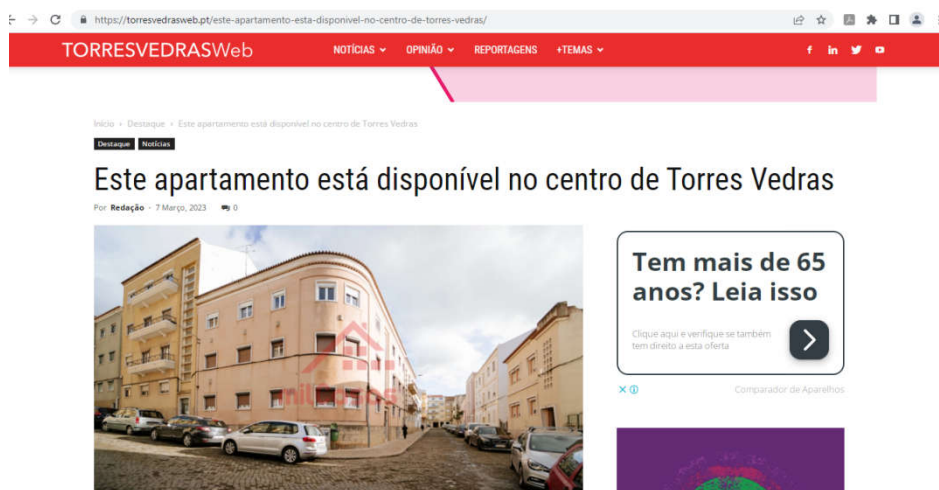 https://torresvedrasweb.pt/este-apartamento-esta-disponivel-no-centro-de-torres-vedras/
TORRESVEDRASWeb NOTÍCIAS OPINIÃO REPORTAGENS +TEMAS
Início › Destaque › Este apartamento está disponível no centro de Torres Vedras
Destaque Notícias
Este apartamento está disponível no centro de Torres Vedras
Por Redação - 7 Março, 2023 0
Tem mais de 65
anos? Leia isso
Clique aqui e verifique se também
tem direito a esta oferta
Comparador de Aparelhos